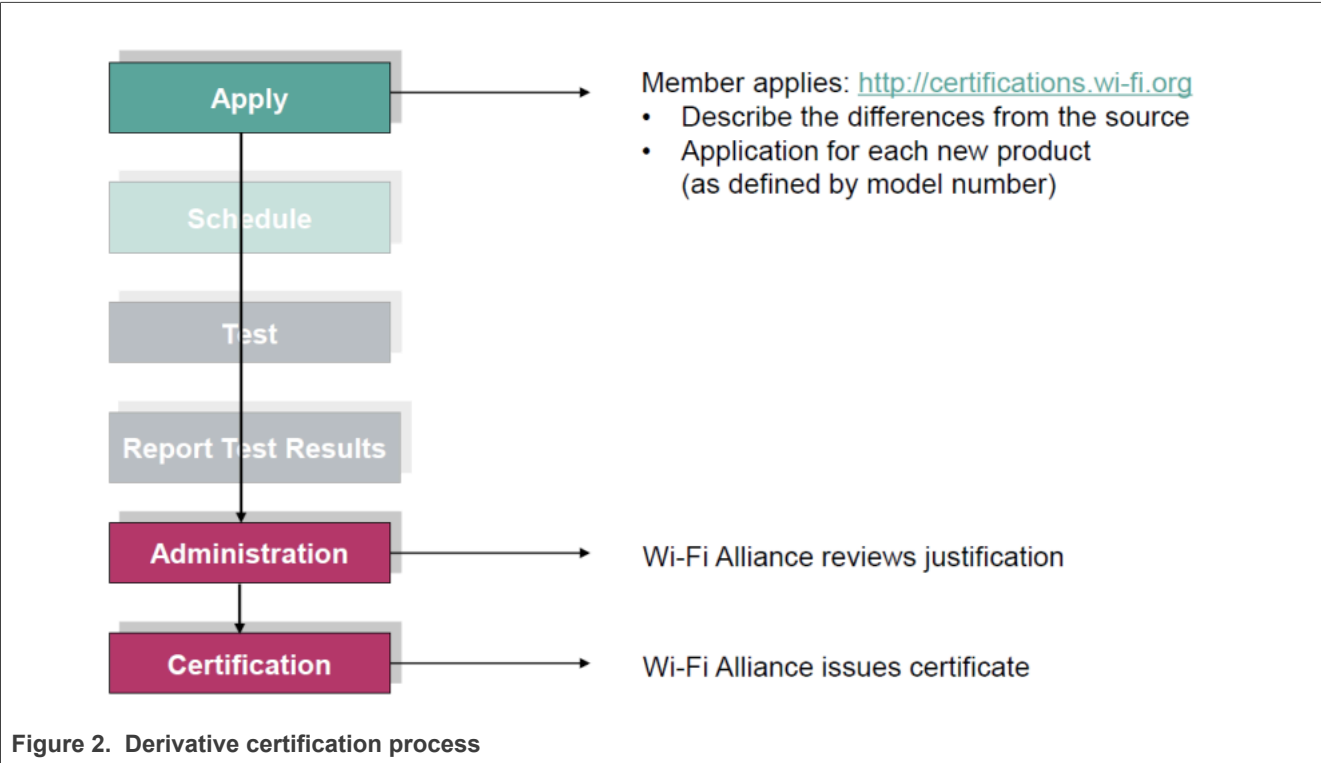 Apply
Member applies: http://certifications.wi-fi.org
• Describe the differences from the source
• Application for each new product
(as defined by model number)
Schedule
Test
Report Test Results
Administration
Wi-Fi Alliance reviews justification
Certification
Wi-Fi Alliance issues certificate
Figure 2. Derivative certification process